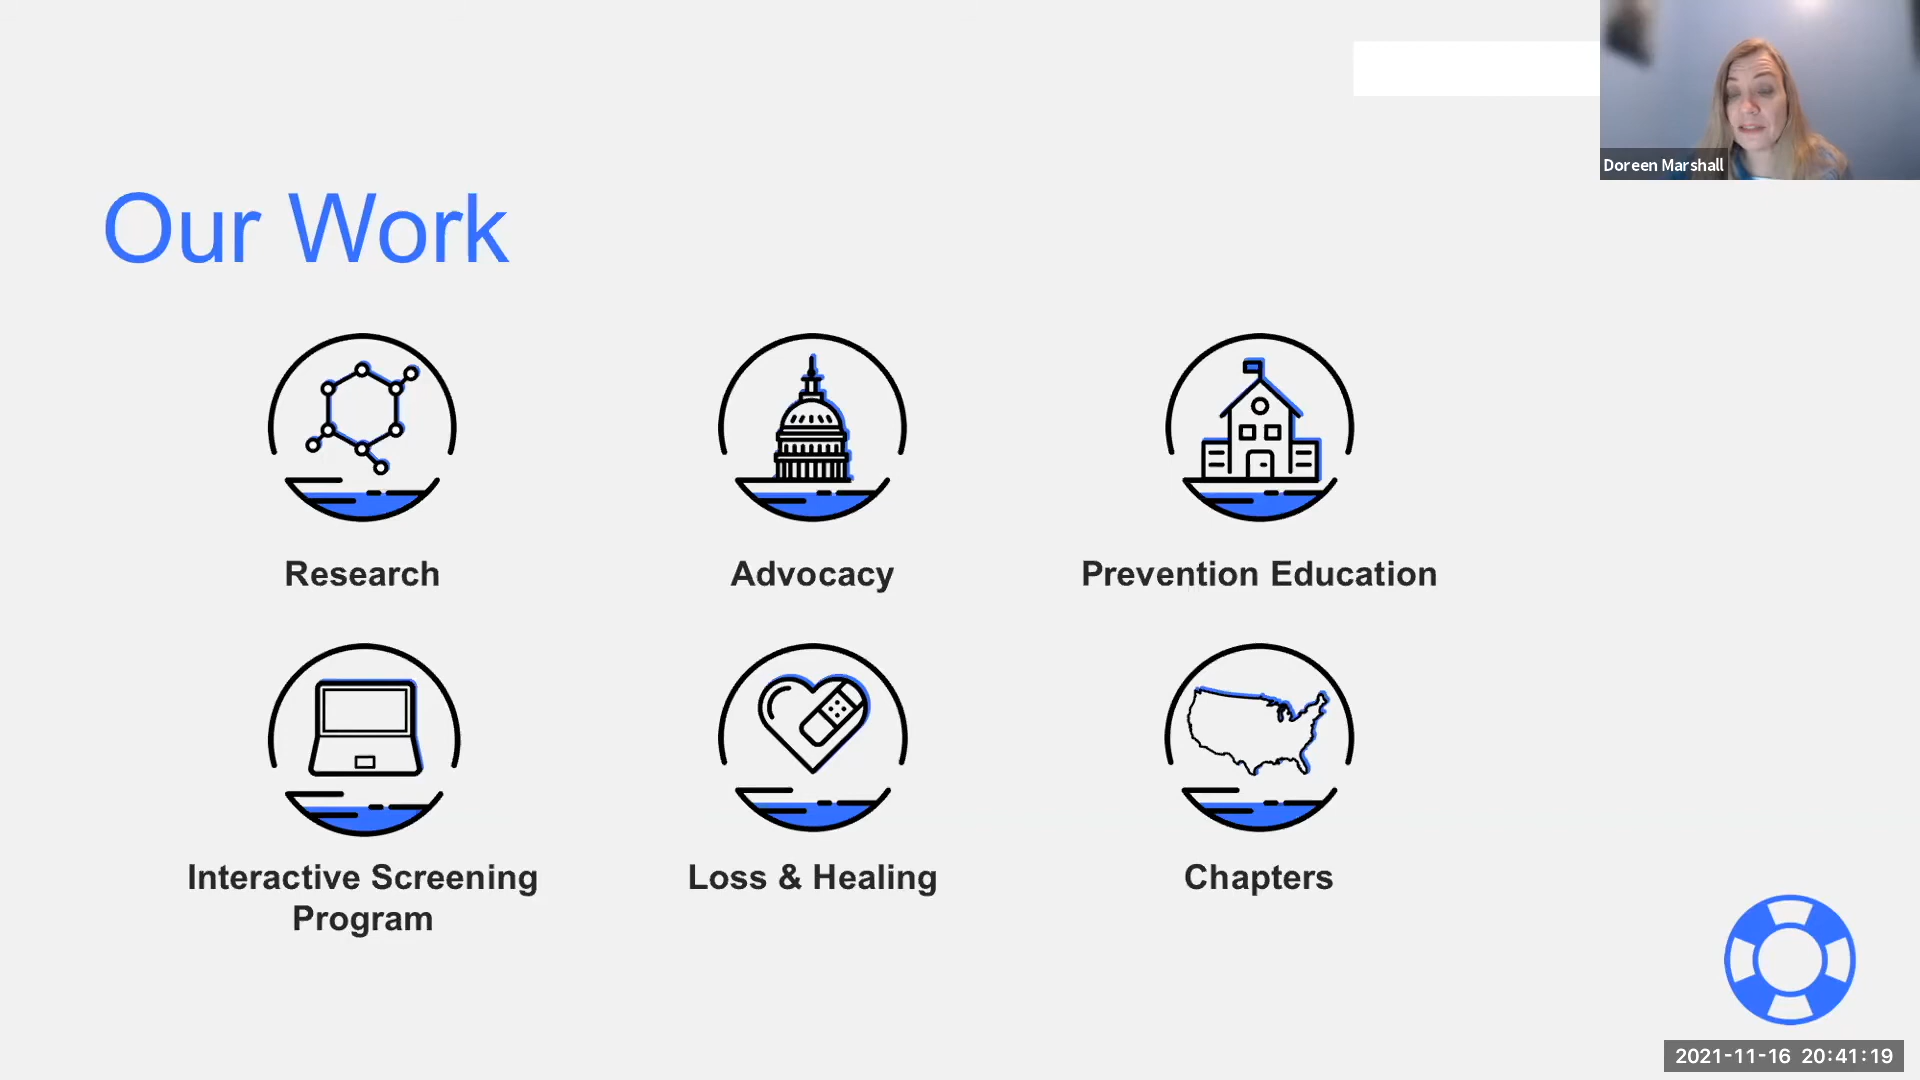 Doreen Marshall
Our Work
Research
Advocacy
Prevention Education
Interactive Screening
Program
Loss & Healing
Chapters
2021-11-16 20:41:19